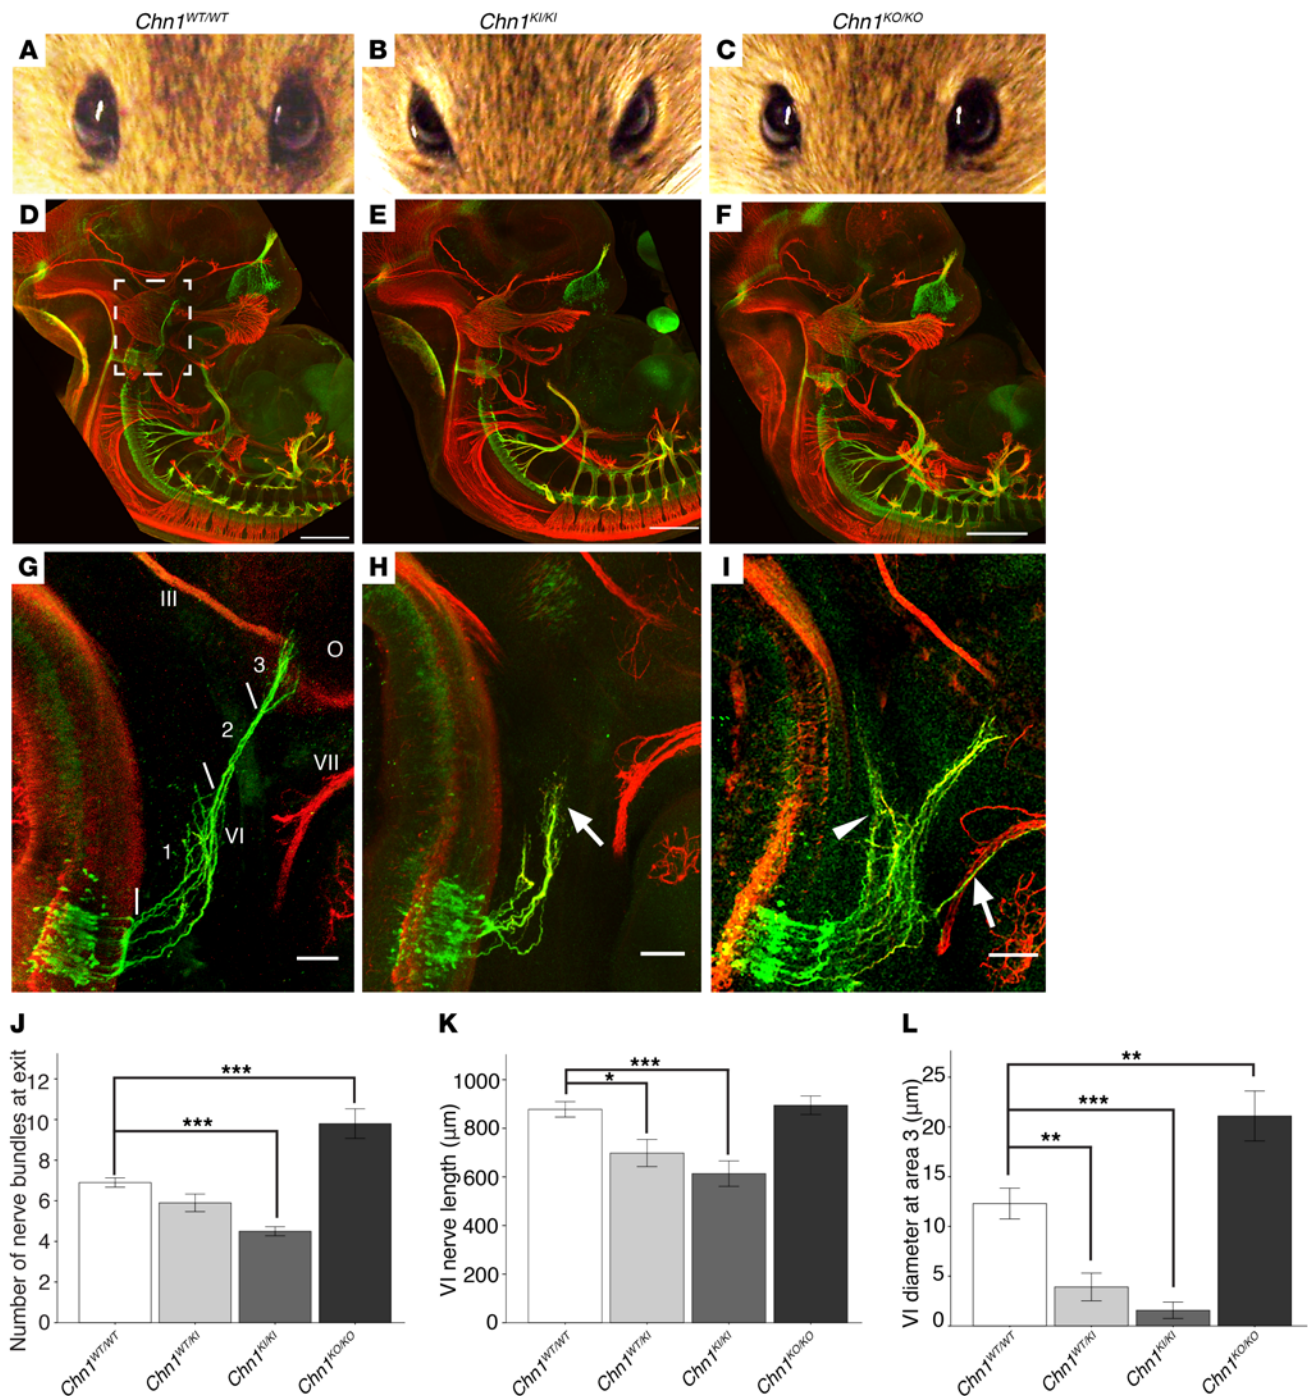 Chn1WT/WT Chn1KI/KI Chn1KO/KO
A B C
D E F
G H I
III
O
3
2
VII
VI
1
J K L
Number of nerve bundles at exit
12
10
8
6
4
2
0
***
***
Chn1WT/WT Chn1WT/KI Chn1KI/KI Chn1KO/KO
VI nerve length (µm)
1000
800
600
400
200
0
***
*
Chn1WT/WT Chn1WT/KI Chn1KI/KI Chn1KO/KO
VI diameter at area 3 (µm)
25
20
15
10
5
0
**
***
**
Chn1WT/WT Chn1WT/KI Chn1KI/KI Chn1KO/KO